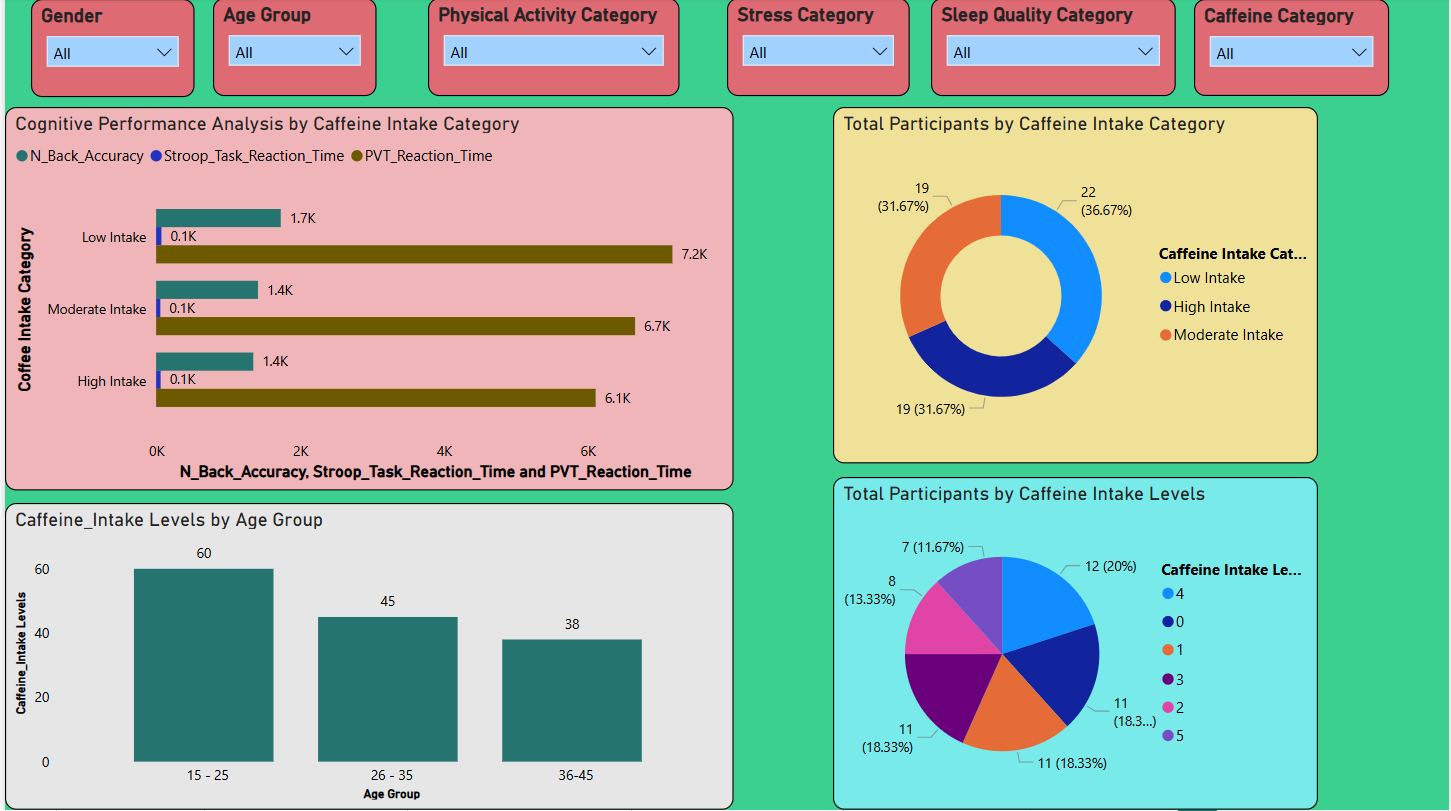 Gender
All
Age Group
All
Physical Activity Category
All
Stress Category
All
Sleep Quality Category
All
Caffeine Category
All
Cognitive Performance Analysis by Caffeine Intake Category
N_Back_Accuracy Stroop_Task_Reaction_Time PVT_Reaction_Time
Coffee Intake Category
Low Intake
1.7K
0.1K
7.2K
Moderate Intake
1.4K
0.1K
6.7K
High Intake
1.4K
0.1K
6.1K
0K 2K 4K 6K
N_Back_Accuracy, Stroop_Task_Reaction_Time and PVT_Reaction_Time
Total Participants by Caffeine Intake Category
19
(31.67%)
22
(36.67%)
19 (31.67%)
Caffeine Intake Cat...
Low Intake
High Intake
Moderate Intake
Caffeine_Intake Levels by Age Group
Caffeine_Intake Levels
60
40
20
0
60
45
38
15 - 25 26 - 35 36-45
Age Group
Total Participants by Caffeine Intake Levels
7 (11.67%)
12 (20%)
8
(13.33%)
11
(18.3...)
11
(18.33%)
11 (18.33%)
Caffeine Intake Le...
4
0
1
3
2
5